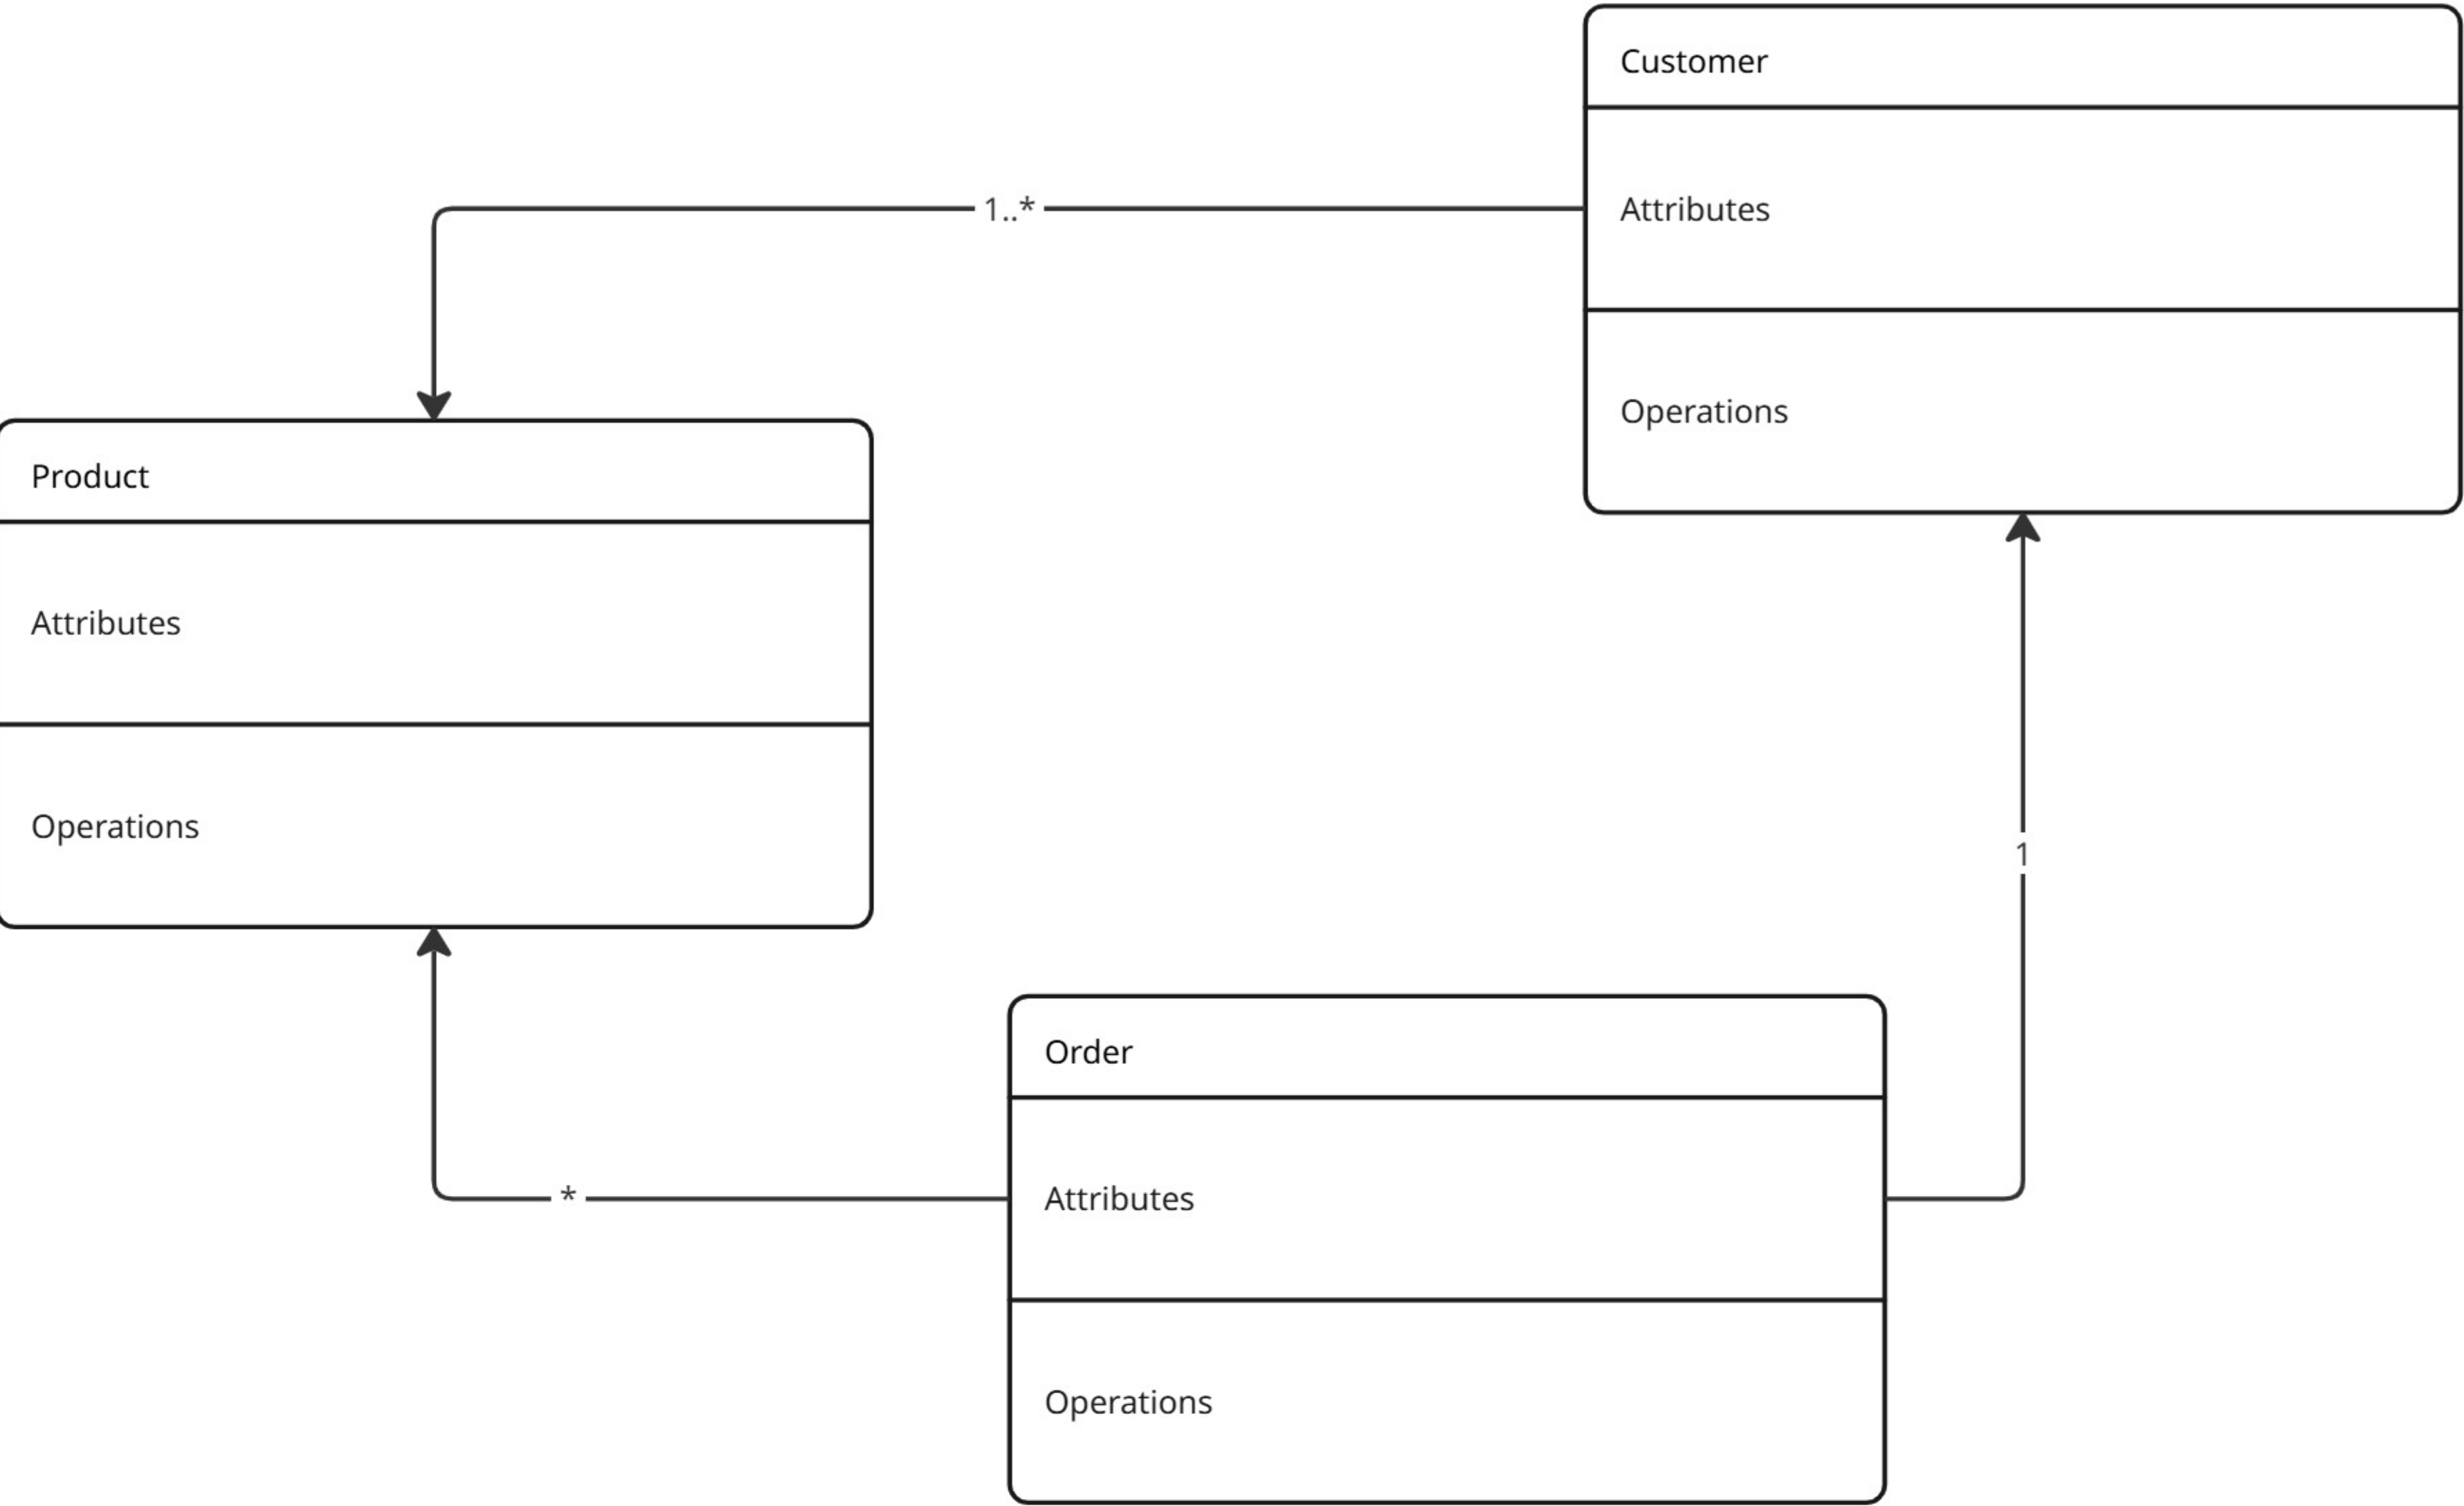 Customer
Attributes
Operations
1..*
Product
Attributes
Operations
1
Order
Attributes
Operations
*